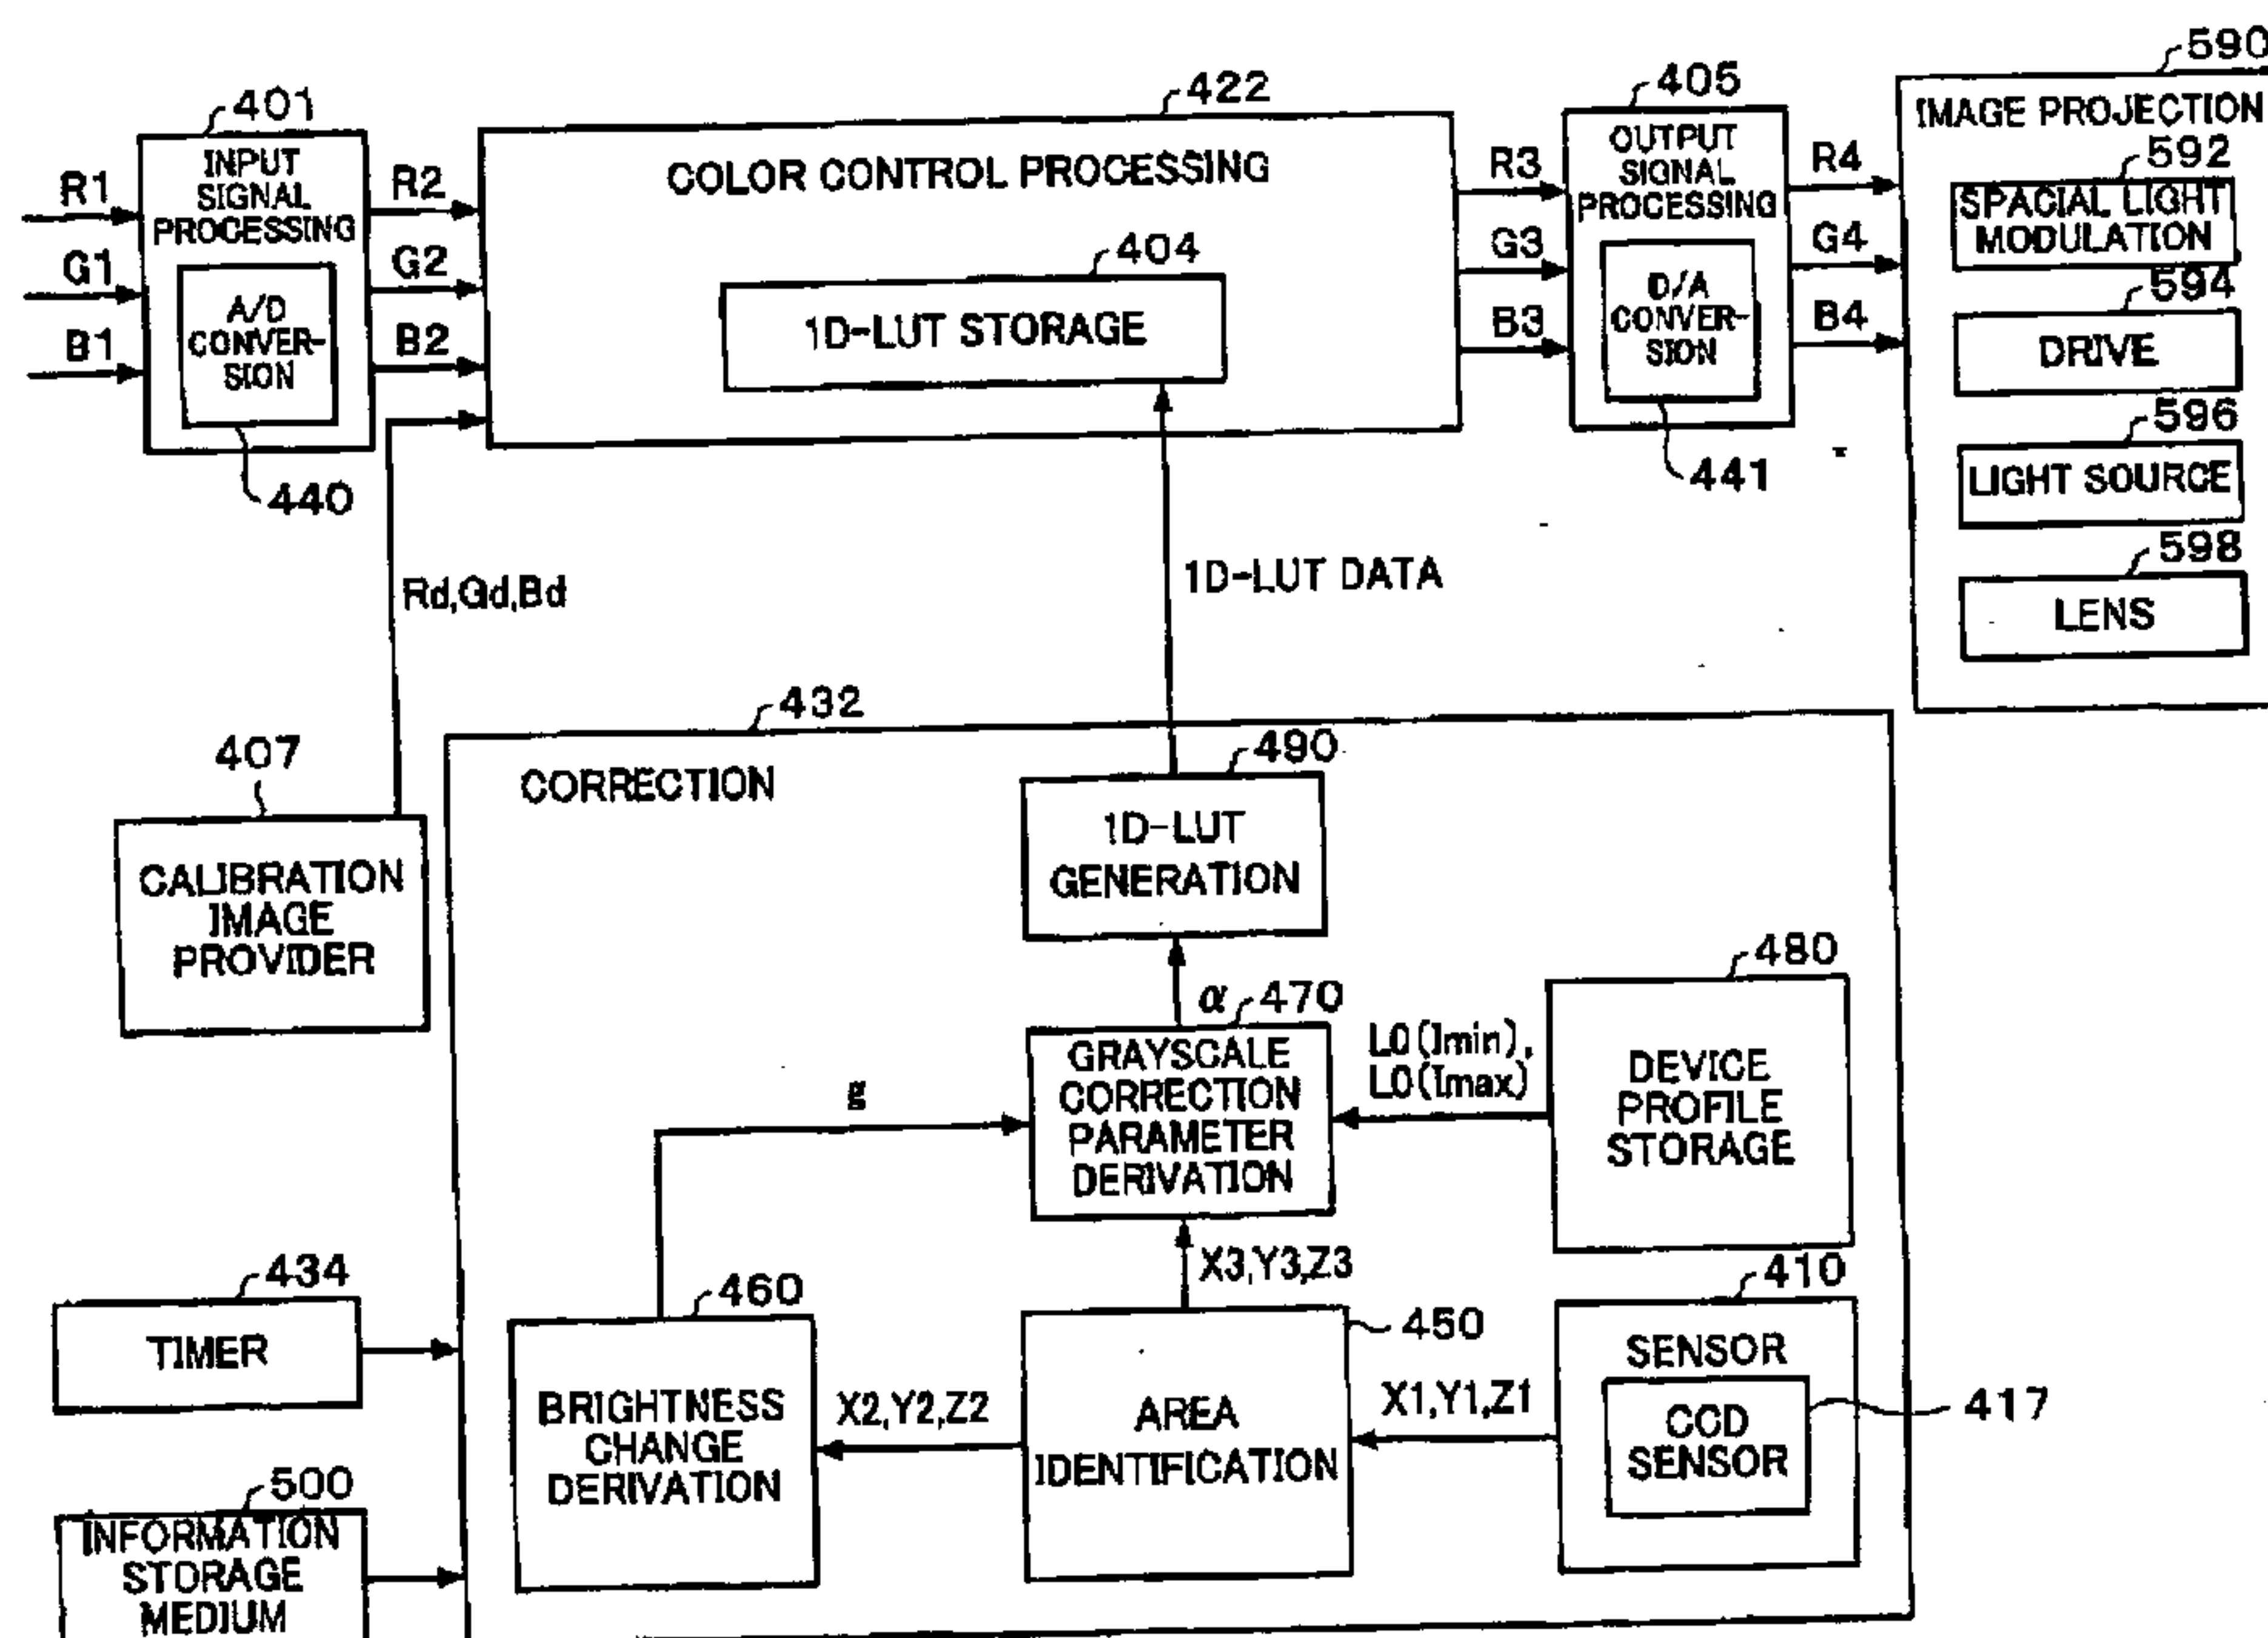 590
IMAGE PROJECTION
592
SPACIAL LIGHT
MODULATION
594
DRIVE
596
LIGHT SOURCE
598
LENS
401
INPUT
SIGNAL
PROCESSING
A/D
CONVER-
SION
440
R1
G1
B1
R2
G2
B2
422
COLOR CONTROL PROCESSING
404
1D-LUT STORAGE
R3
G3
B3
405
OUTPUT
SIGNAL
PROCESSING
D/A
CONVER-
SION
441
R4
G4
B4
Rd,Gd,Bd
1D-LUT DATA
407
CALIBRATION
IMAGE
PROVIDER
432
CORRECTION
490
1D-LUT
GENERATION
α
470
GRAYSCALE
CORRECTION
PARAMETER
DERIVATION
L0(Imin),
L0(Imax)
480
DEVICE
PROFILE
STORAGE
g
X3,Y3,Z3
434
TIMER
460
BRIGHTNESS
CHANGE
DERIVATION
X2,Y2,Z2
450
AREA
IDENTIFICATION
X1,Y1,Z1
410
SENSOR
CCD
SENSOR
417
500
INFORMATION
STORAGE
MEDIUM